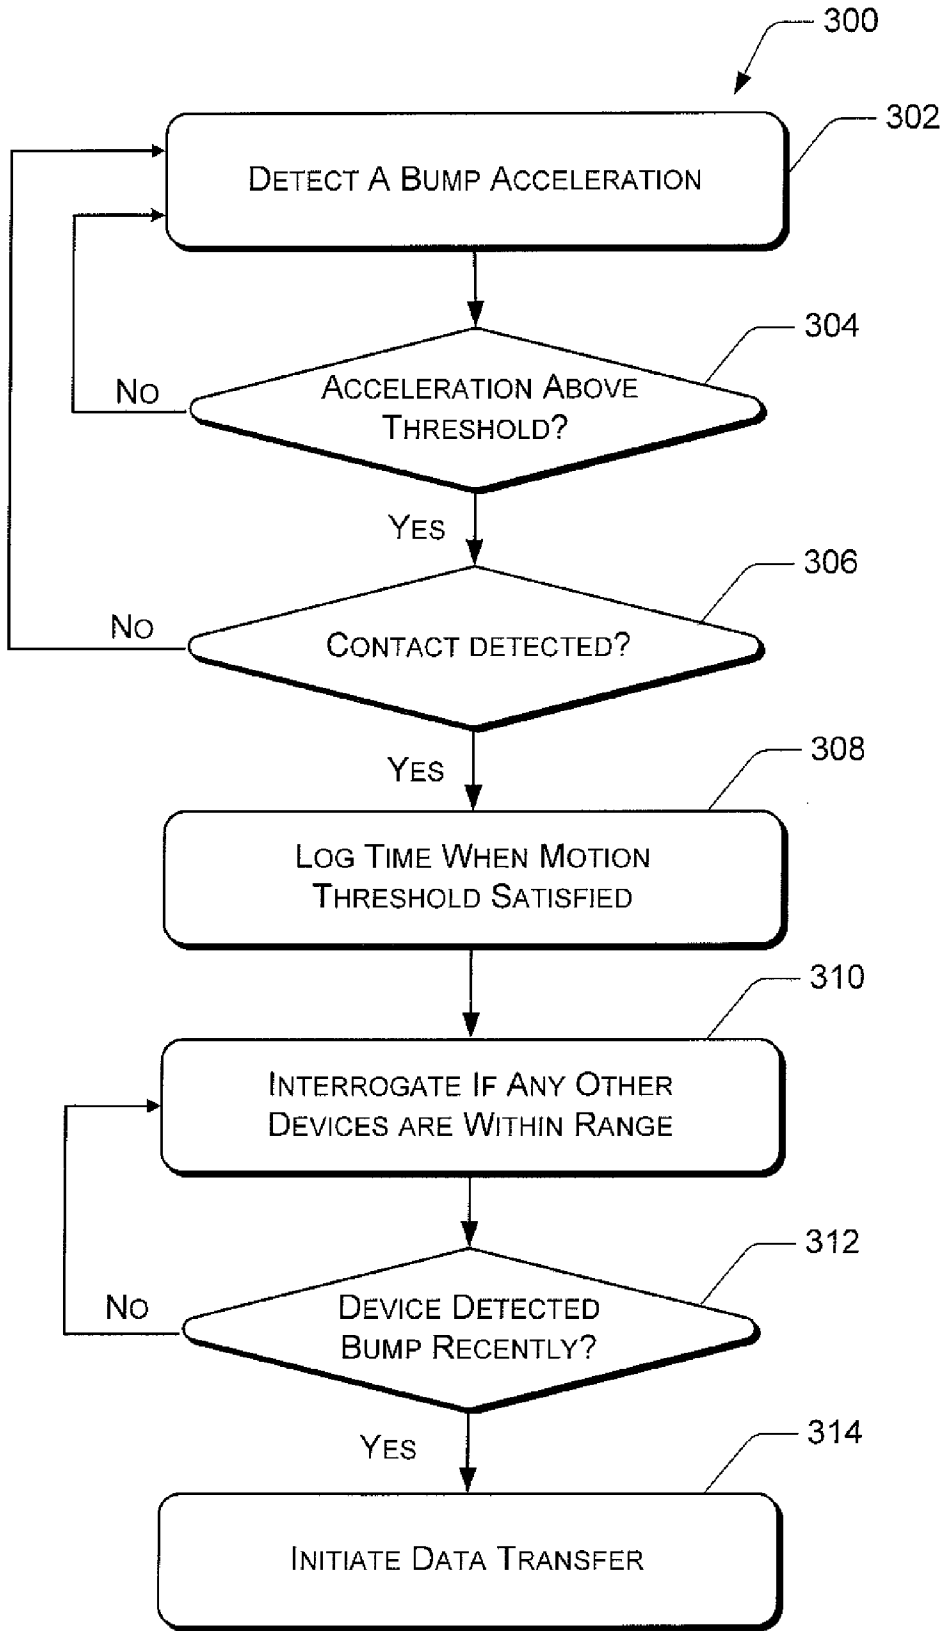 300
302
DETECT A BUMP ACCELERATION
304
ACCELERATION ABOVE
THRESHOLD?
NO
YES
306
CONTACT DETECTED?
NO
YES
308
LOG TIME WHEN MOTION
THRESHOLD SATISFIED
310
INTERROGATE IF ANY OTHER
DEVICES ARE WITHIN RANGE
312
DEVICE DETECTED
BUMP RECENTLY?
NO
YES
314
INITIATE DATA TRANSFER